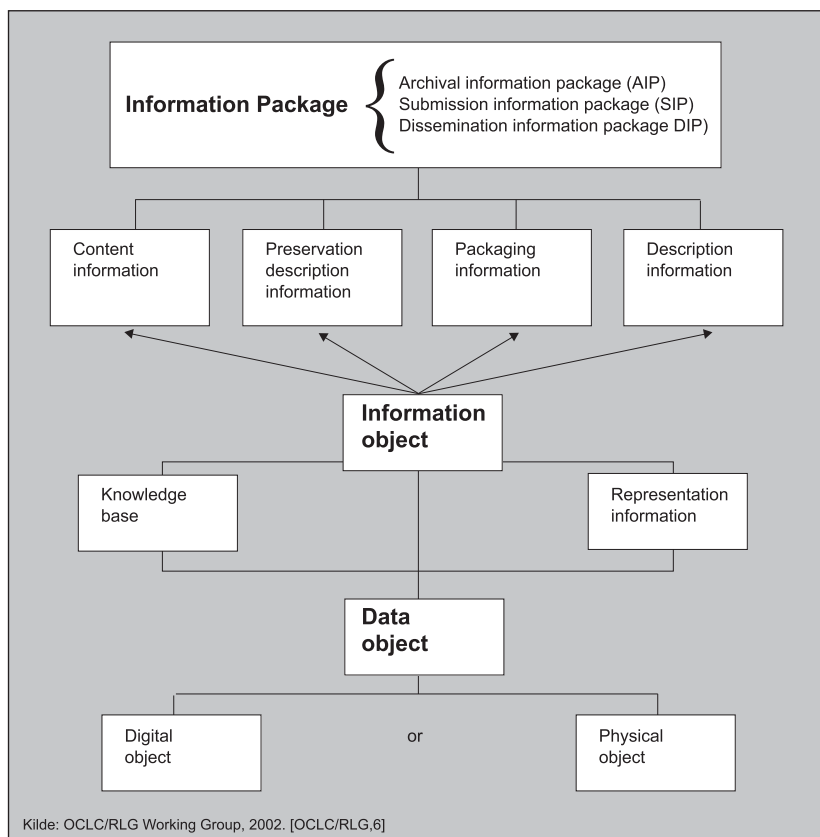 Information Package
Archival information package (AIP)
Submission information package (SIP)
Dissemination information package DIP)
Content
information
Preservation
description
information
Packaging
information
Description
information
Information
object
Knowledge
base
Representation
information
Data
object
Digital
object
or
Physical
object
Kilde: OCLC/RLG Working Group, 2002. [OCLC/RLG,6]